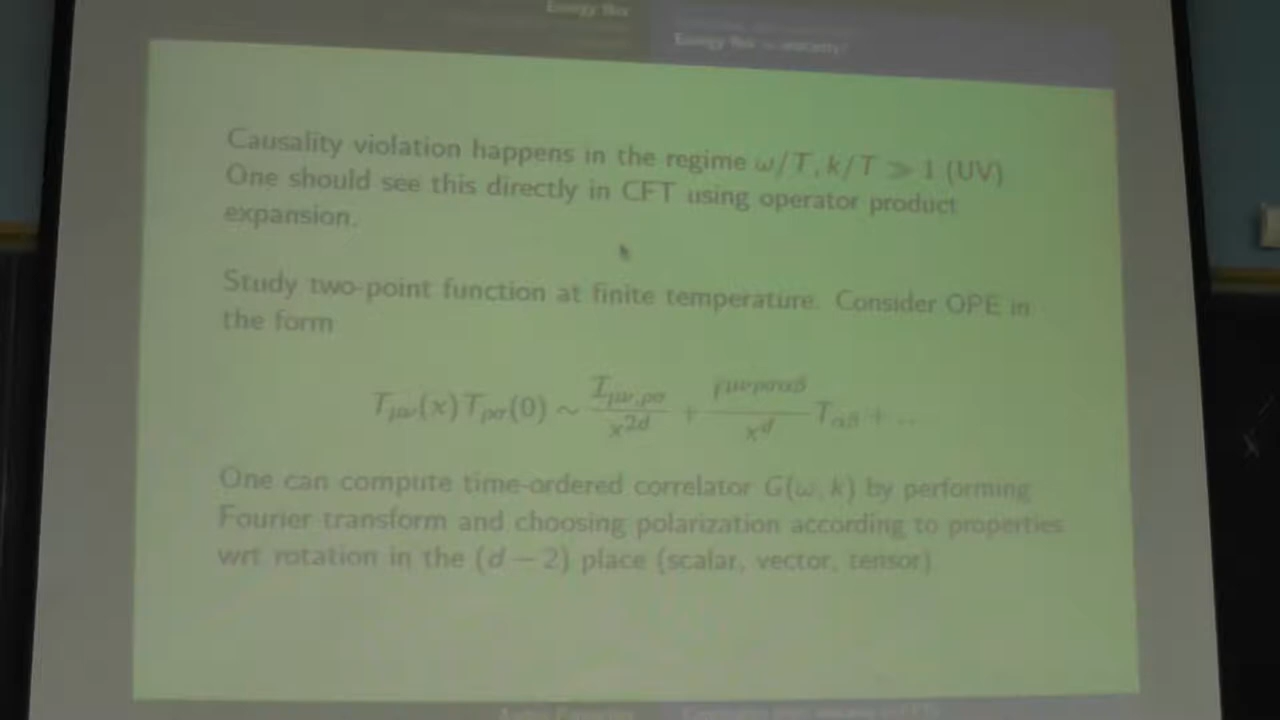 Energy flux
Causality violation happens in the regime ω/T, k/T ≫ 1 (UV)
One should see this directly in CFT using operator product
expansion.
Study two-point function at finite temperature. Consider OPE in
the form
T_{μν}(x) T_{ρσ}(0) ∼ I_{μν,ρσ}/x^{2d} + f^{μνρσαβ}/x^d T_{αβ} + ..
One can compute time-ordered correlator G(ω, k) by performing
Fourier transform and choosing polarization according to properties
wrt rotation in the (d − 2) place (scalar, vector, tensor)